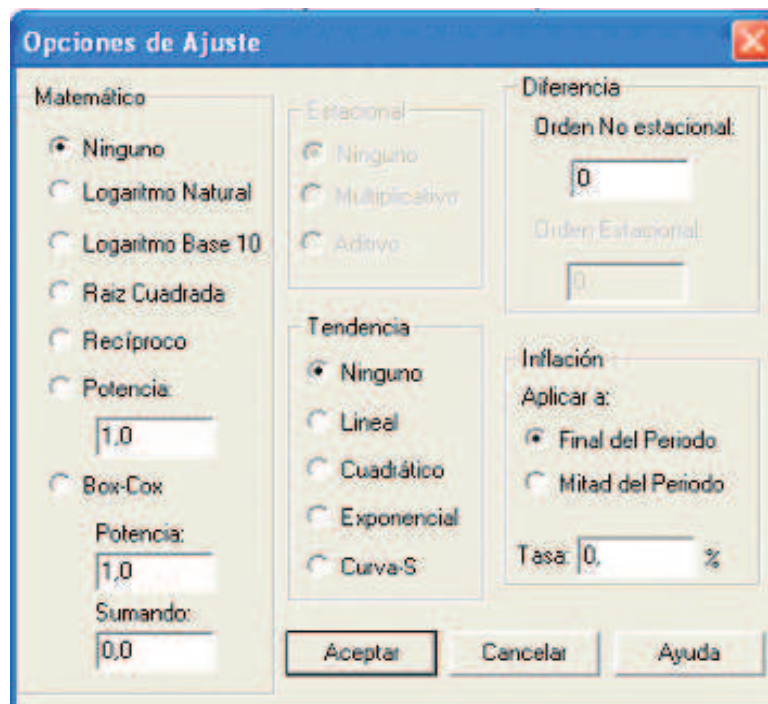 Opciones de Ajuste
Matemático
Ninguno
Logaritmo Natural
Logaritmo Base 10
Raiz Cuadrada
Recíproco
Potencia:
1,0
Box-Cox
Potencia:
1,0
Sumando:
0,0
Estacional
Ninguno
Multiplicativo
Aditivo
Tendencia
Ninguno
Lineal
Cuadrático
Exponencial
Curva-S
Diferencia
Orden No estacional:
0
Orden Estacional:
0
Inflación
Aplicar a:
Final del Periodo
Mitad del Periodo
Tasa: 0, %
Aceptar
Cancelar
Ayuda